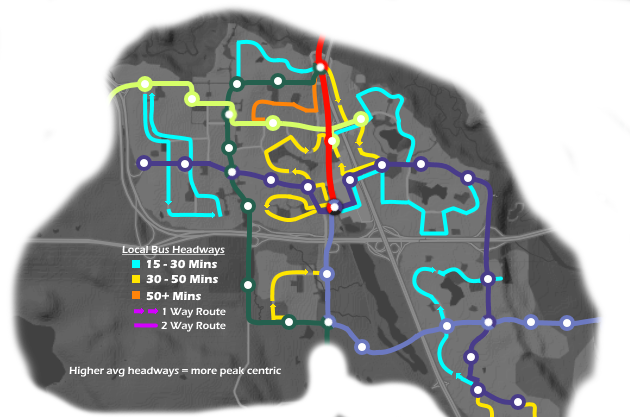 Local Bus Headways
15 - 30 Mins
30 - 50 Mins
50+ Mins
1 Way Route
2 Way Route
Higher avg headways = more peak centric